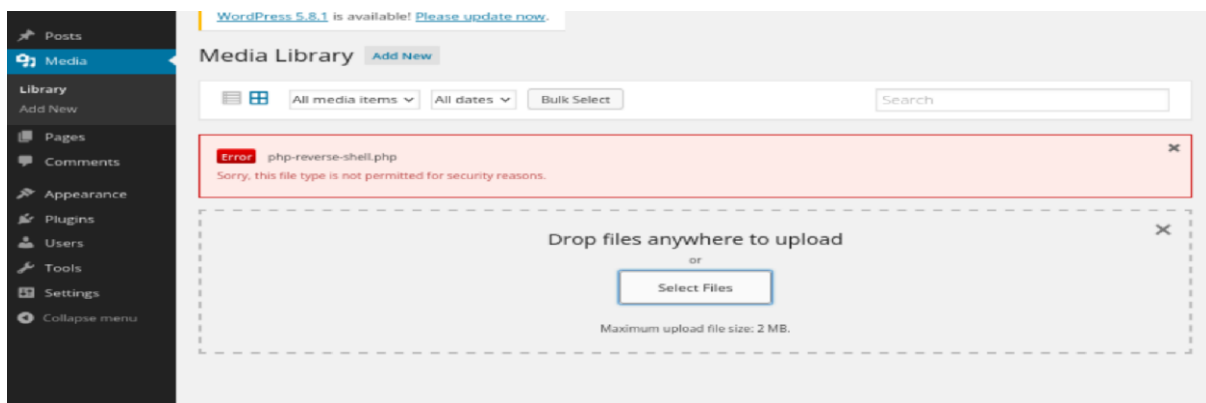 WordPress 5.8.1 is available! Please update now.
Posts
Media
Library
Add New
Pages
Comments
Appearance
Plugins
Users
Tools
Settings
Collapse menu
Media Library Add New
All media items All dates Bulk Select Search
Error php-reverse-shell.php
Sorry, this file type is not permitted for security reasons.
Drop files anywhere to upload
or
Select Files
Maximum upload file size: 2 MB.